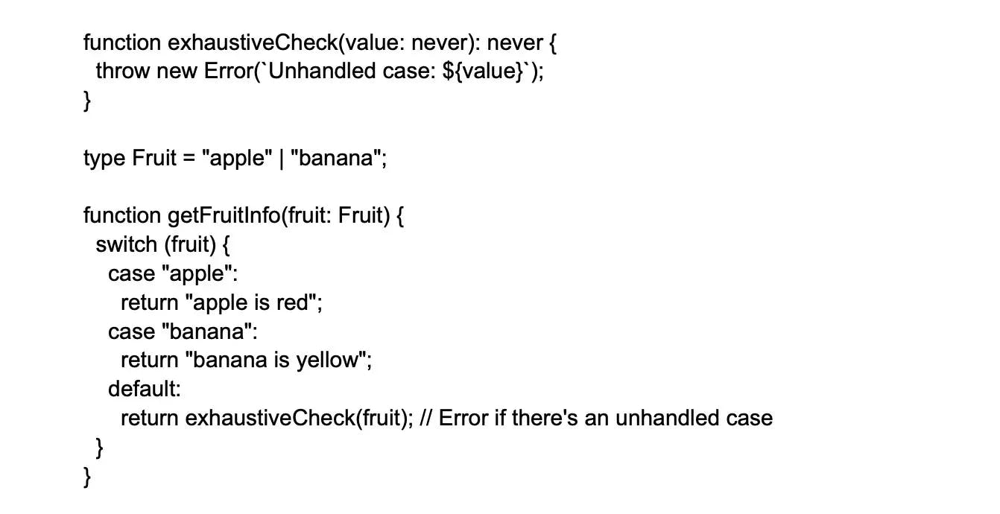 function exhaustiveCheck(value: never): never {
throw new Error(`Unhandled case: ${value}`);
}
type Fruit = "apple" | "banana";
function getFruitInfo(fruit: Fruit) {
switch (fruit) {
case "apple":
return "apple is red";
case "banana":
return "banana is yellow";
default:
return exhaustiveCheck(fruit); // Error if there's an unhandled case
}
}